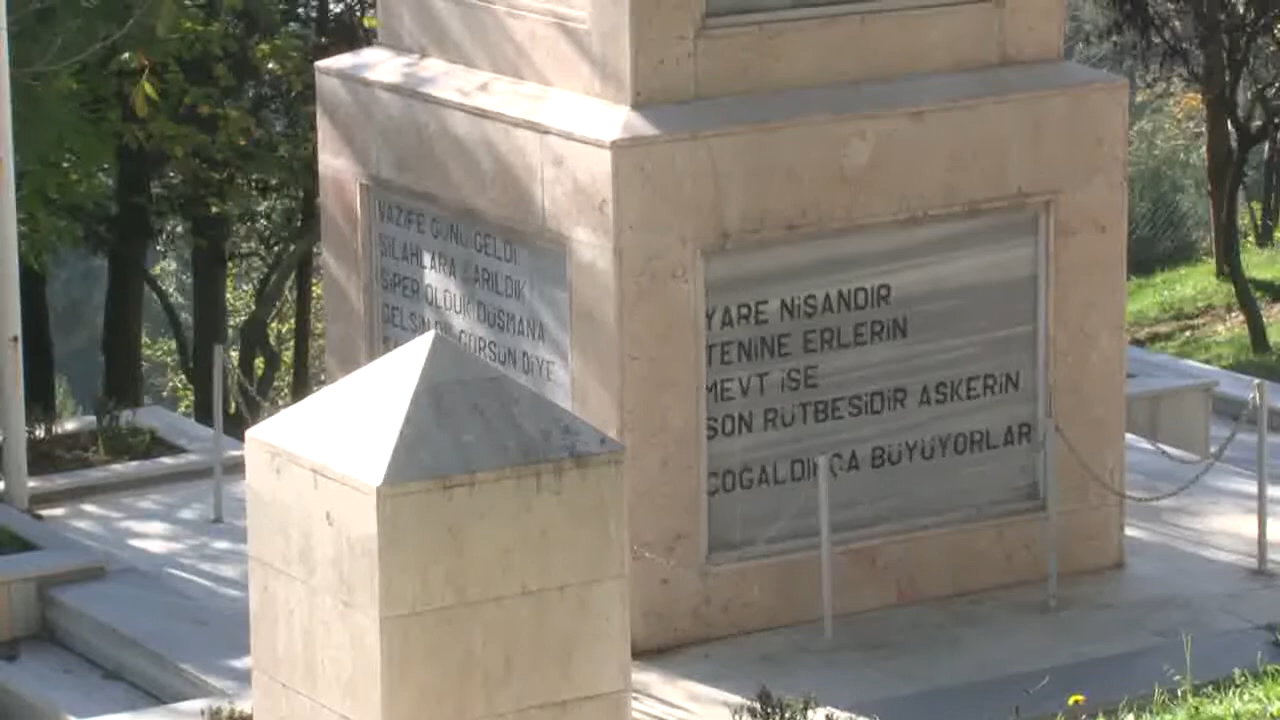 VAZİFE GÜNÜ GELDİ
SİLAHLARA SARILDIK
SİPER OLDUK DÜŞMANA
GELSİN DE GÖRSÜN DİYE
YARE NİŞANDIR
TENİNE ERLERİN
MEVT İSE
SON RÜTBESİDİR ASKERİN
ÇOĞALDIKÇA BÜYÜYORLAR